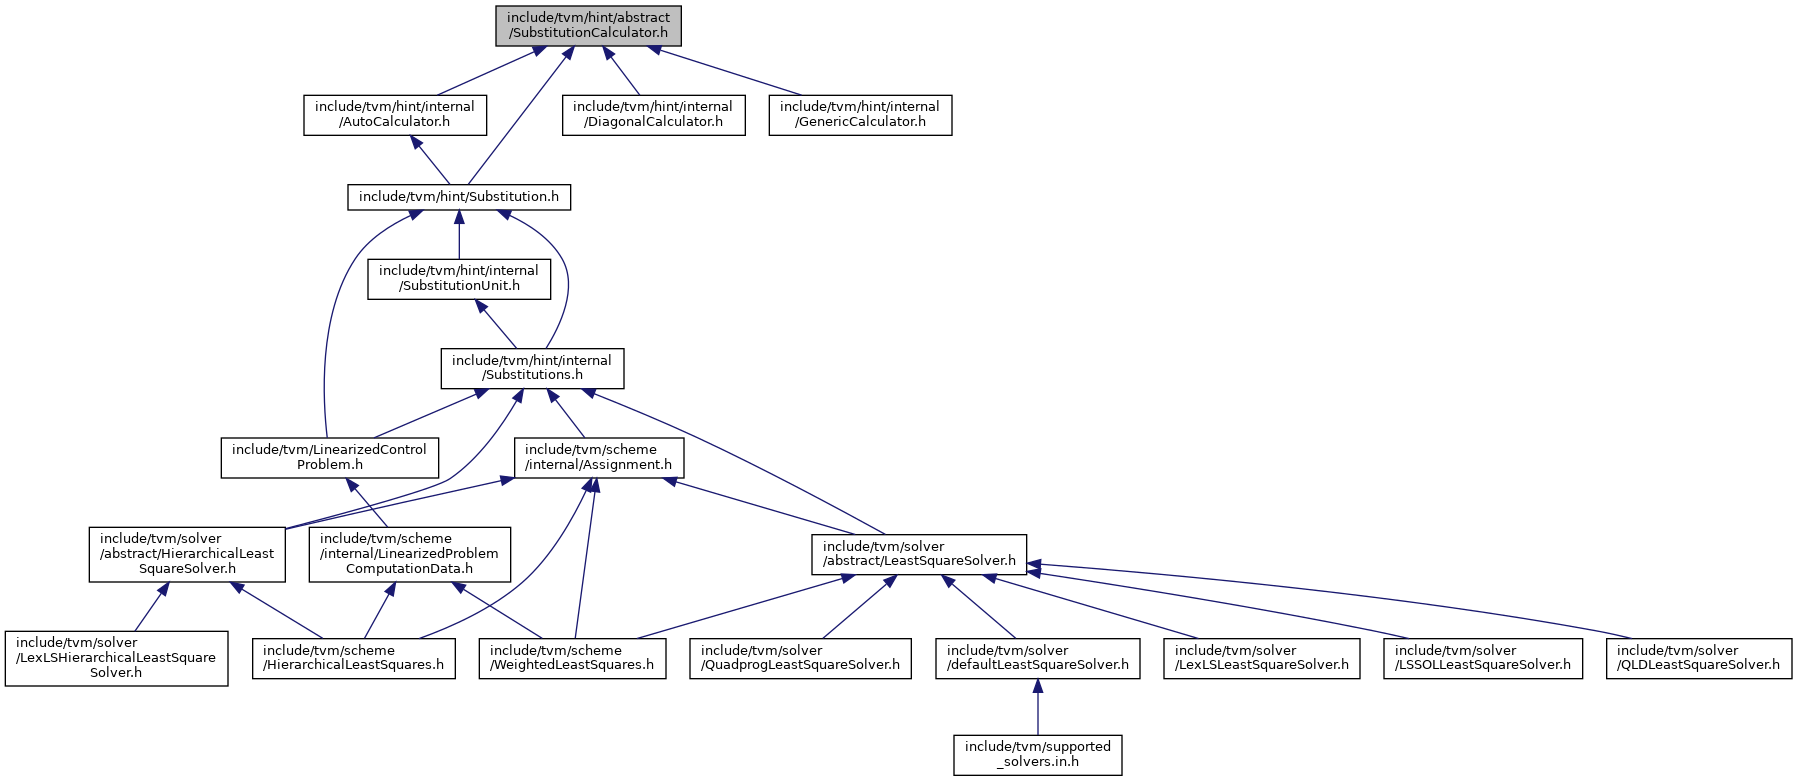 include/tvm/hint/abstract
/SubstitutionCalculator.h
include/tvm/hint/internal
/AutoCalculator.h
include/tvm/hint/internal
/DiagonalCalculator.h
include/tvm/hint/internal
/GenericCalculator.h
include/tvm/hint/Substitution.h
include/tvm/hint/internal
/SubstitutionUnit.h
include/tvm/hint/internal
/Substitutions.h
include/tvm/LinearizedControl
Problem.h
include/tvm/scheme
/internal/Assignment.h
include/tvm/solver
/abstract/HierarchicalLeast
SquareSolver.h
include/tvm/scheme
/internal/LinearizedProblem
ComputationData.h
include/tvm/solver
/abstract/LeastSquareSolver.h
include/tvm/solver
/LexLSHierarchicalLeastSquare
Solver.h
include/tvm/scheme
/HierarchicalLeastSquares.h
include/tvm/scheme
/WeightedLeastSquares.h
include/tvm/solver
/QuadprogLeastSquareSolver.h
include/tvm/solver
/defaultLeastSquareSolver.h
include/tvm/solver
/LexLSLeastSquareSolver.h
include/tvm/solver
/LSSOLLeastSquareSolver.h
include/tvm/solver
/QLDLeastSquareSolver.h
include/tvm/supported
_solvers.in.h